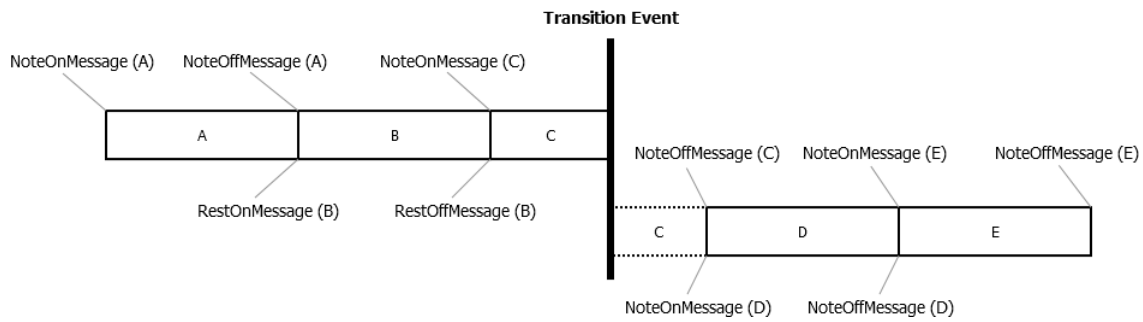 Transition Event
NoteOnMessage (A)
NoteOffMessage (A)
NoteOnMessage (C)
A
B
C
RestOnMessage (B)
RestOffMessage (B)
NoteOffMessage (C)
NoteOnMessage (E)
NoteOffMessage (E)
C
D
E
NoteOnMessage (D)
NoteOffMessage (D)